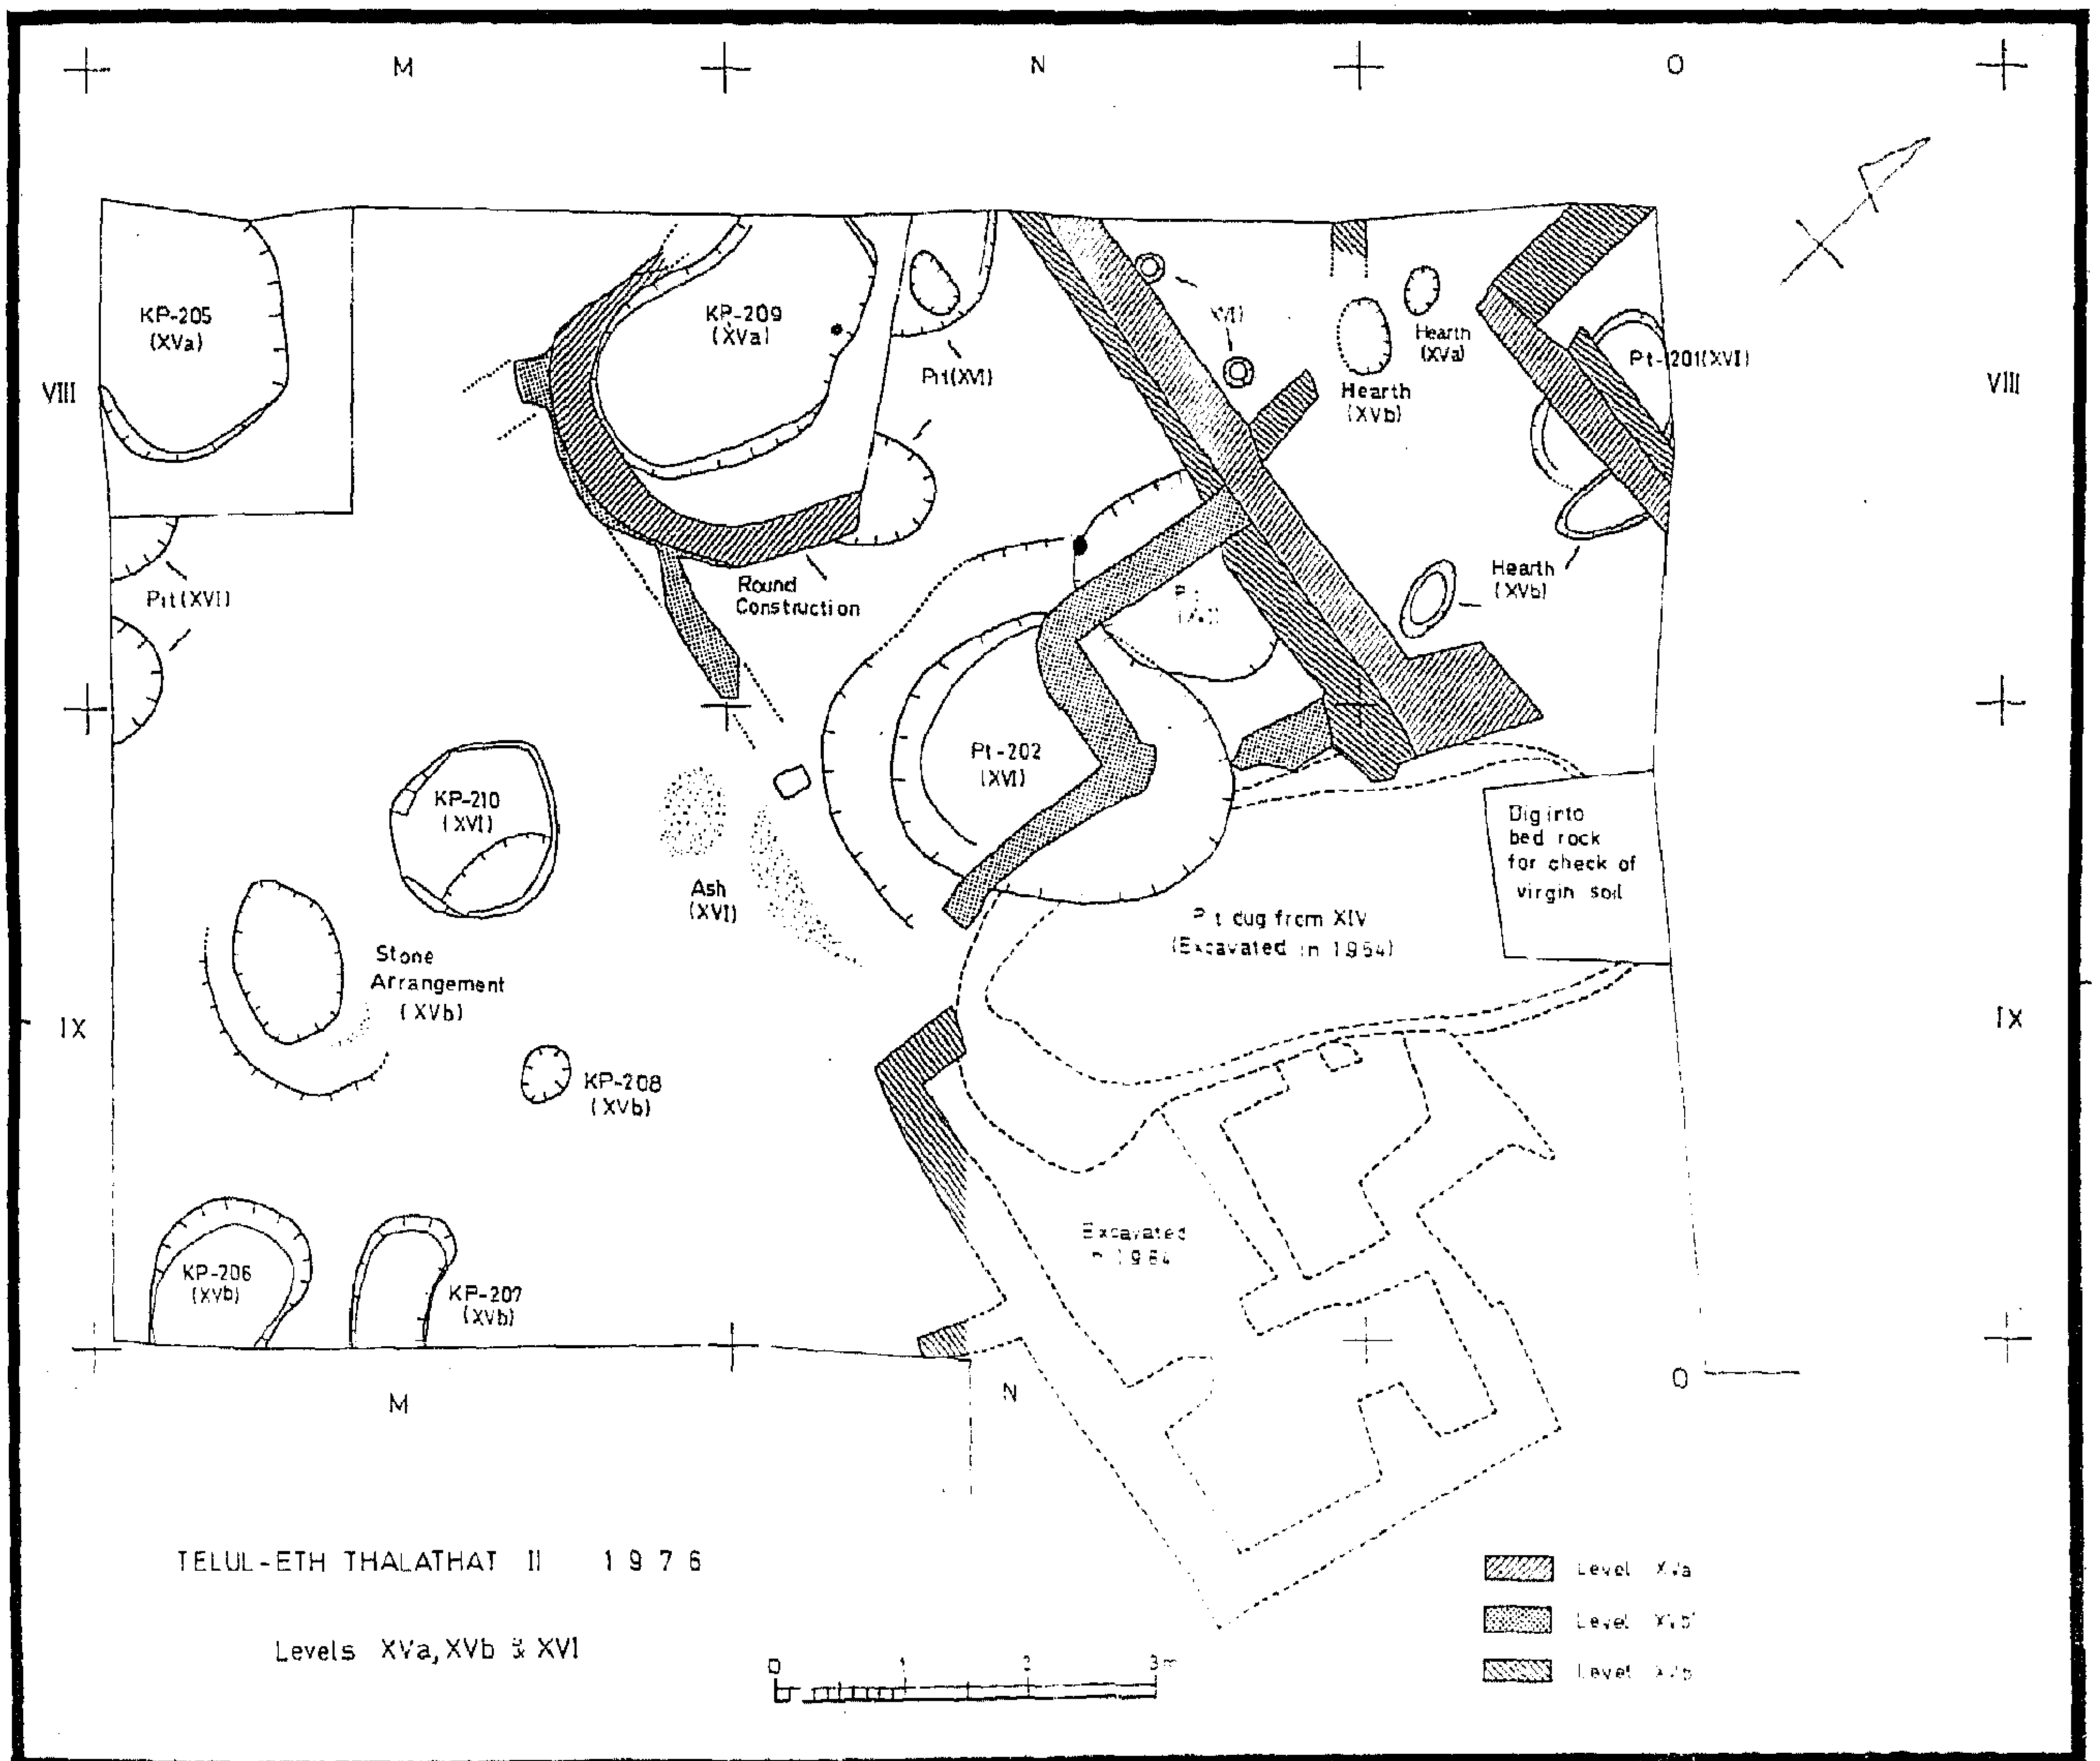 M
N
O
KP-205
(XVa)
KP-209
(XVa)
Pit(XVI)
Hearth
(XVa)
Hearth
(XVb)
Pt-201(XVI)
VIII
VIII
Pit(XVI)
Round
Construction
Hearth
(XVb)
Pt-202
(XVI)
KP-210
(XVI)
Ash
(XVI)
Dig into
bed rock
for check of
virgin soil
Stone
Arrangement
(XVb)
dug from XIV
(Excavated in 1964)
IX
IX
KP-208
(XVb)
Excavated
KP-206
(XVb)
KP-207
(XVb)
M
N
O
TELUL-ETH THALATHAT II 1976
Levels XVa, XVb & XVI
0 1 2 3m
Level XVa
Level
Level